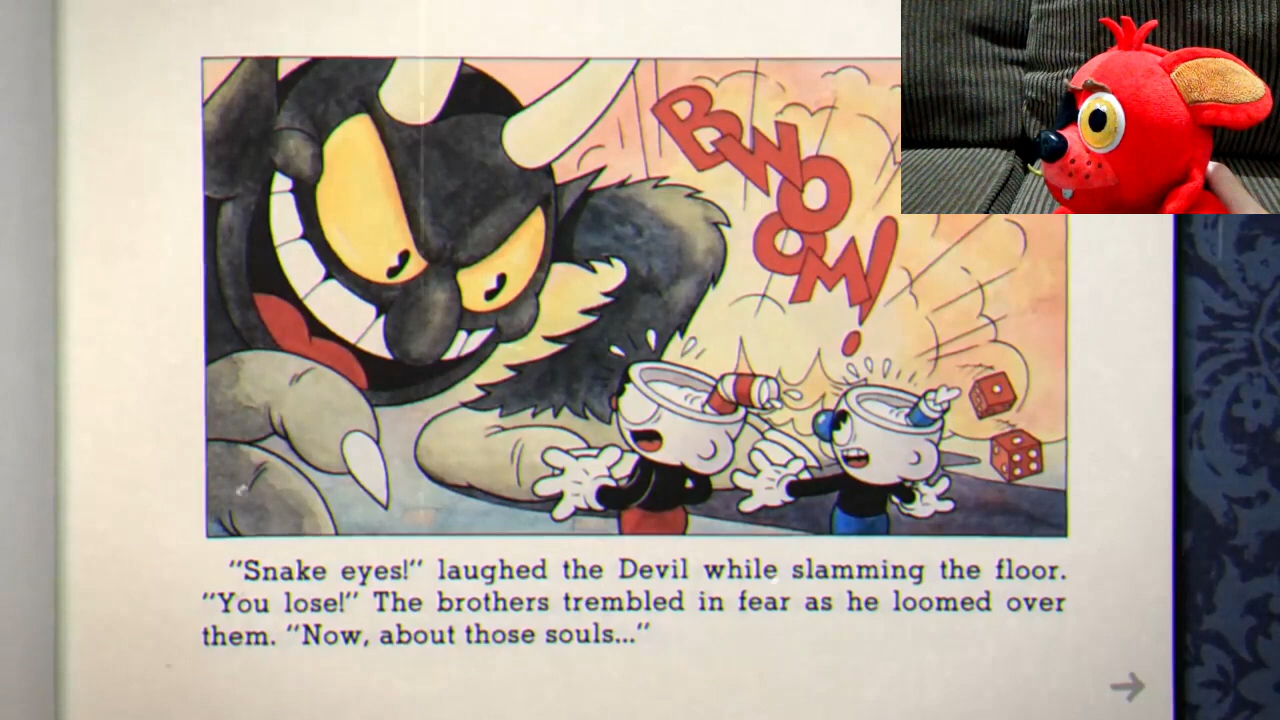 BWOOM!
“Snake eyes!” laughed the Devil while slamming the floor.
“You lose!” The brothers trembled in fear as he loomed over
them. “Now, about those souls...”